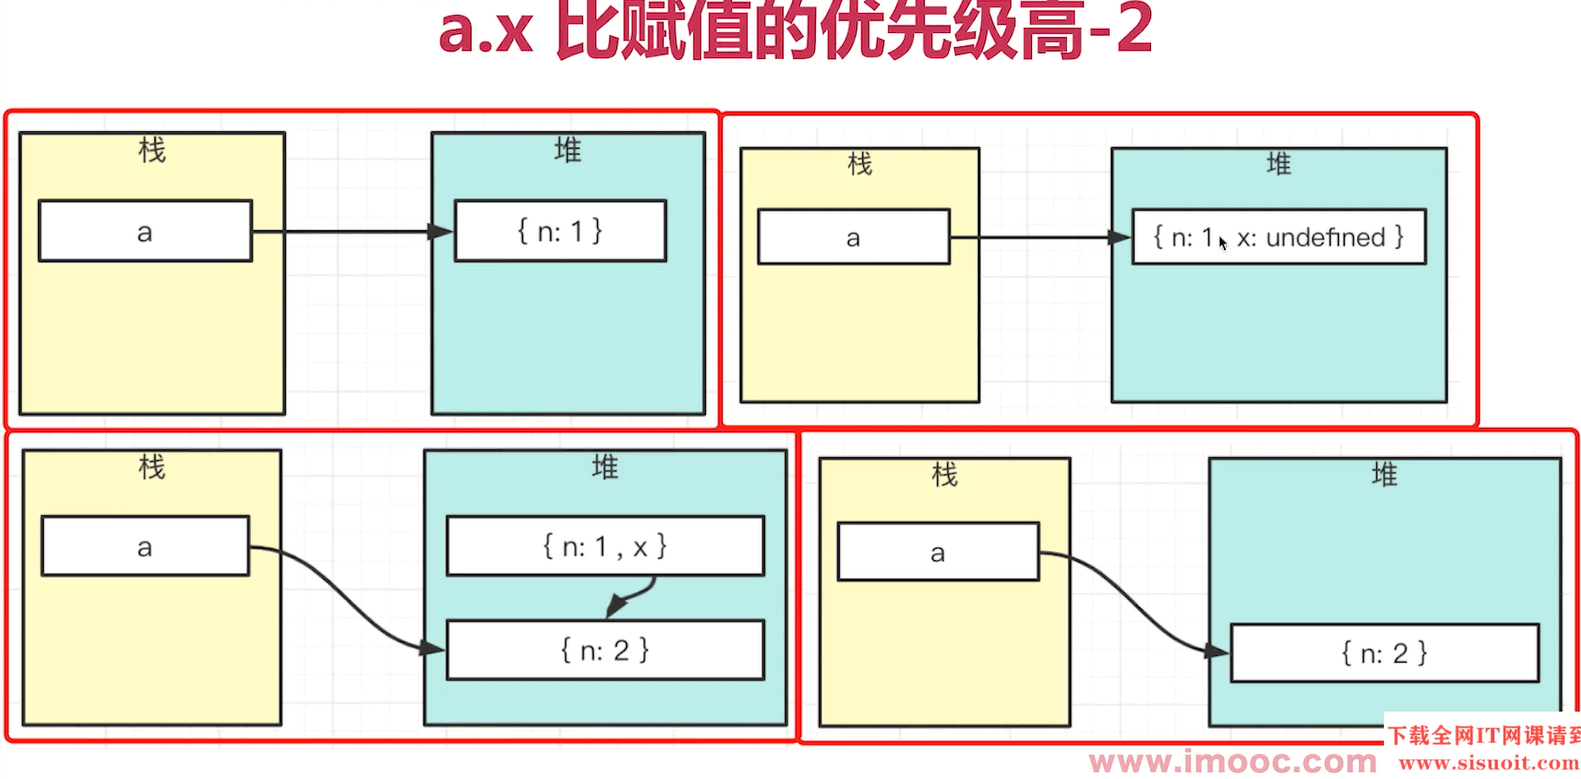 a.x 比赋值的优先级高-2
栈
堆
a
{ n: 1 }
栈
堆
a
{ n: 1、x: undefined }
栈
堆
a
{ n: 1 , x }
{ n: 2 }
栈
堆
a
{ n: 2 }
下载全网IT网课请到
www.imooc.com
www.sisuoit.com